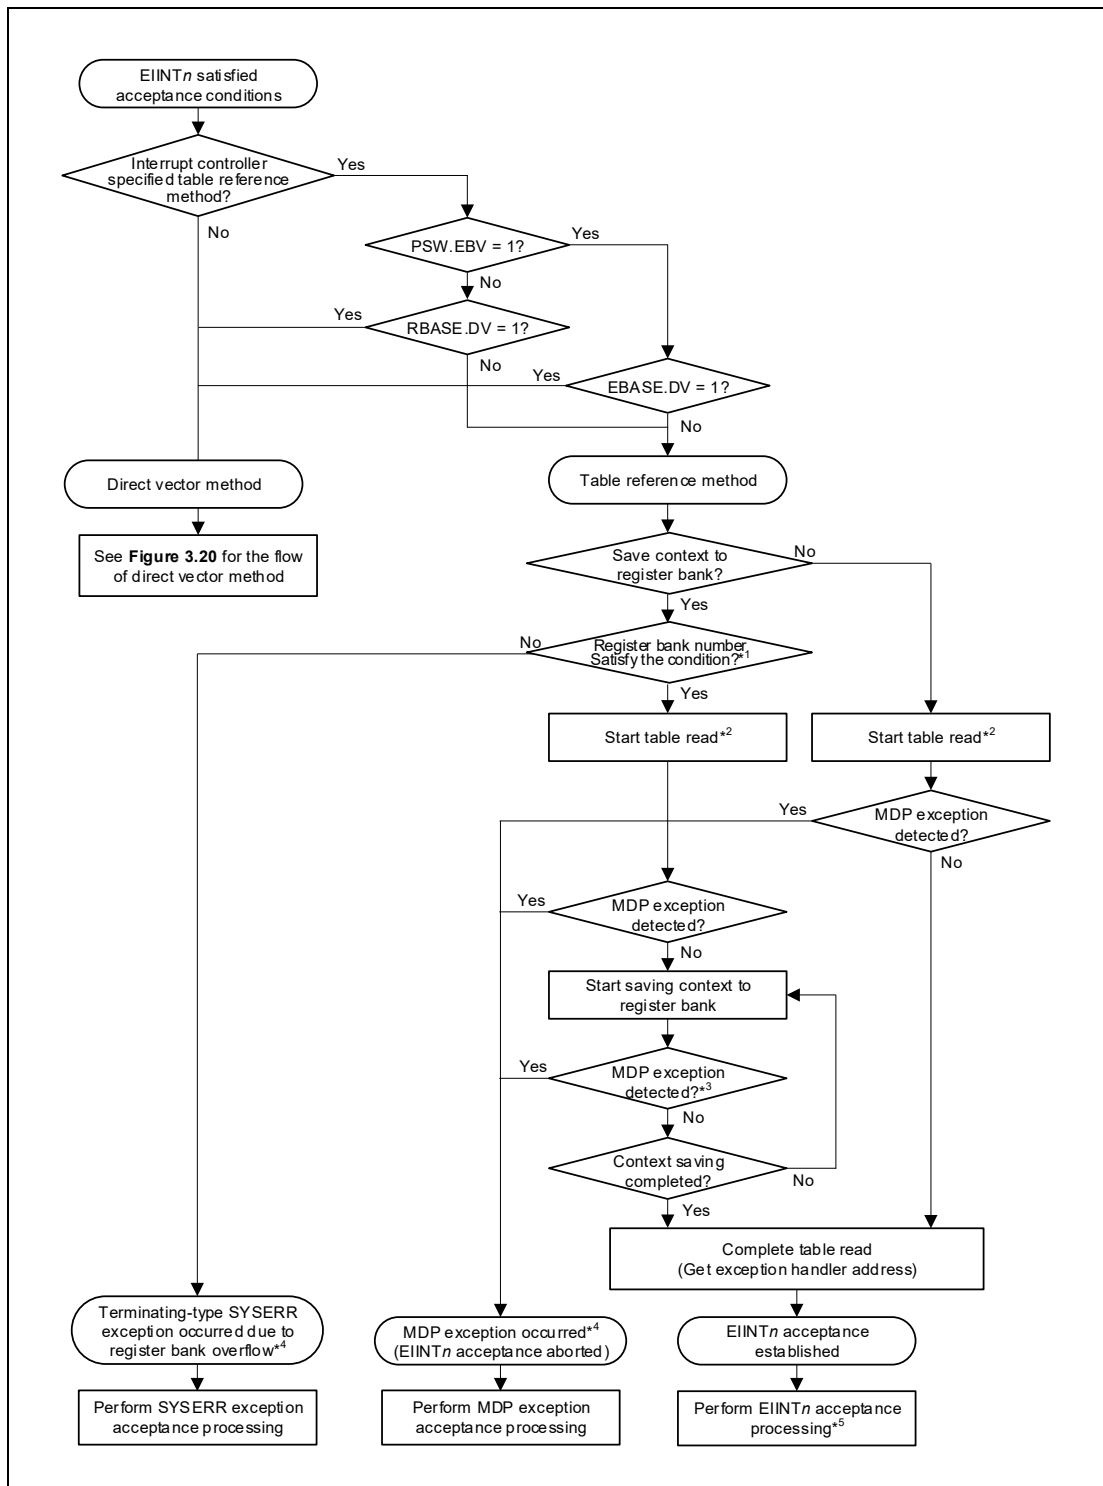 EIINTn satisfied
acceptance conditions
Interrupt controller
specified table reference
method?
Yes
No
PSW.EBV = 1?
Yes
No
Yes
RBASE.DV = 1?
No
Yes
EBASE.DV = 1?
No
Direct vector method
Table reference method
See Figure 3.20 for the flow
of direct vector method
Save context to
register bank?
No
Yes
No
Register bank number
Satisfy the condition?*1
Yes
Start table read*2
Start table read*2
Yes
MDP exception
detected?
No
Yes
MDP exception
detected?
No
Start saving context to
register bank
Yes
MDP exception
detected?*3
No
Context saving
completed?
No
Yes
Complete table read
(Get exception handler address)
Terminating-type SYSERR
exception occurred due to
register bank overflow*4
MDP exception occurred*4
(EIINTn acceptance aborted)
EIINTn acceptance
established
Perform SYSERR exception
acceptance processing
Perform MDP exception
acceptance processing
Perform EIINTn acceptance
processing*5